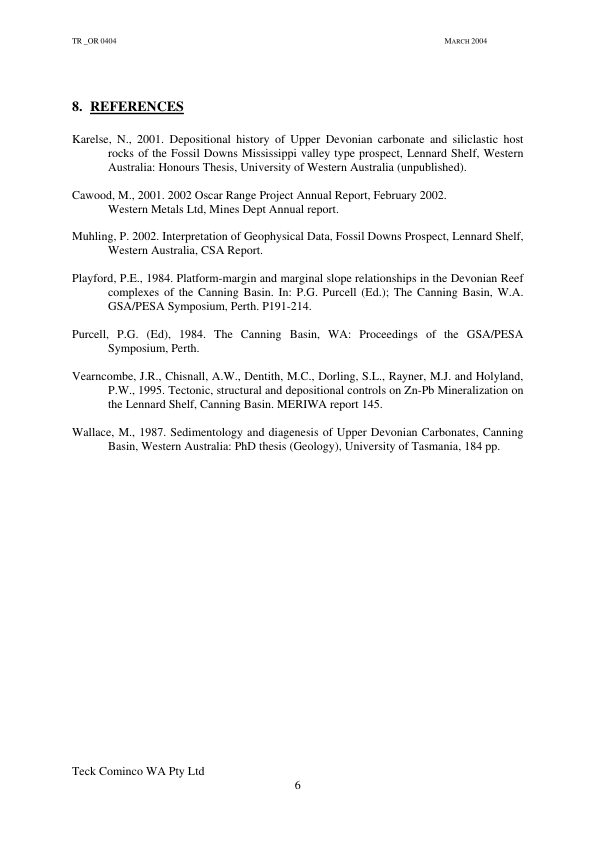 TR _OR 0404 MARCH 2004
8. REFERENCES
Karelse, N., 2001. Depositional history of Upper Devonian carbonate and siliclastic host
rocks of the Fossil Downs Mississippi valley type prospect, Lennard Shelf, Western
Australia: Honours Thesis, University of Western Australia (unpublished).
Cawood, M., 2001. 2002 Oscar Range Project Annual Report, February 2002.
Western Metals Ltd, Mines Dept Annual report.
Muhling, P. 2002. Interpretation of Geophysical Data, Fossil Downs Prospect, Lennard Shelf,
Western Australia, CSA Report.
Playford, P.E., 1984. Platform-margin and marginal slope relationships in the Devonian Reef
complexes of the Canning Basin. In: P.G. Purcell (Ed.); The Canning Basin, W.A.
GSA/PESA Symposium, Perth. P191-214.
Purcell, P.G. (Ed), 1984. The Canning Basin, WA: Proceedings of the GSA/PESA
Symposium, Perth.
Vearncombe, J.R., Chisnall, A.W., Dentith, M.C., Dorling, S.L., Rayner, M.J. and Holyland,
P.W., 1995. Tectonic, structural and depositional controls on Zn-Pb Mineralization on
the Lennard Shelf, Canning Basin. MERIWA report 145.
Wallace, M., 1987. Sedimentology and diagenesis of Upper Devonian Carbonates, Canning
Basin, Western Australia: PhD thesis (Geology), University of Tasmania, 184 pp.
Teck Cominco WA Pty Ltd
6